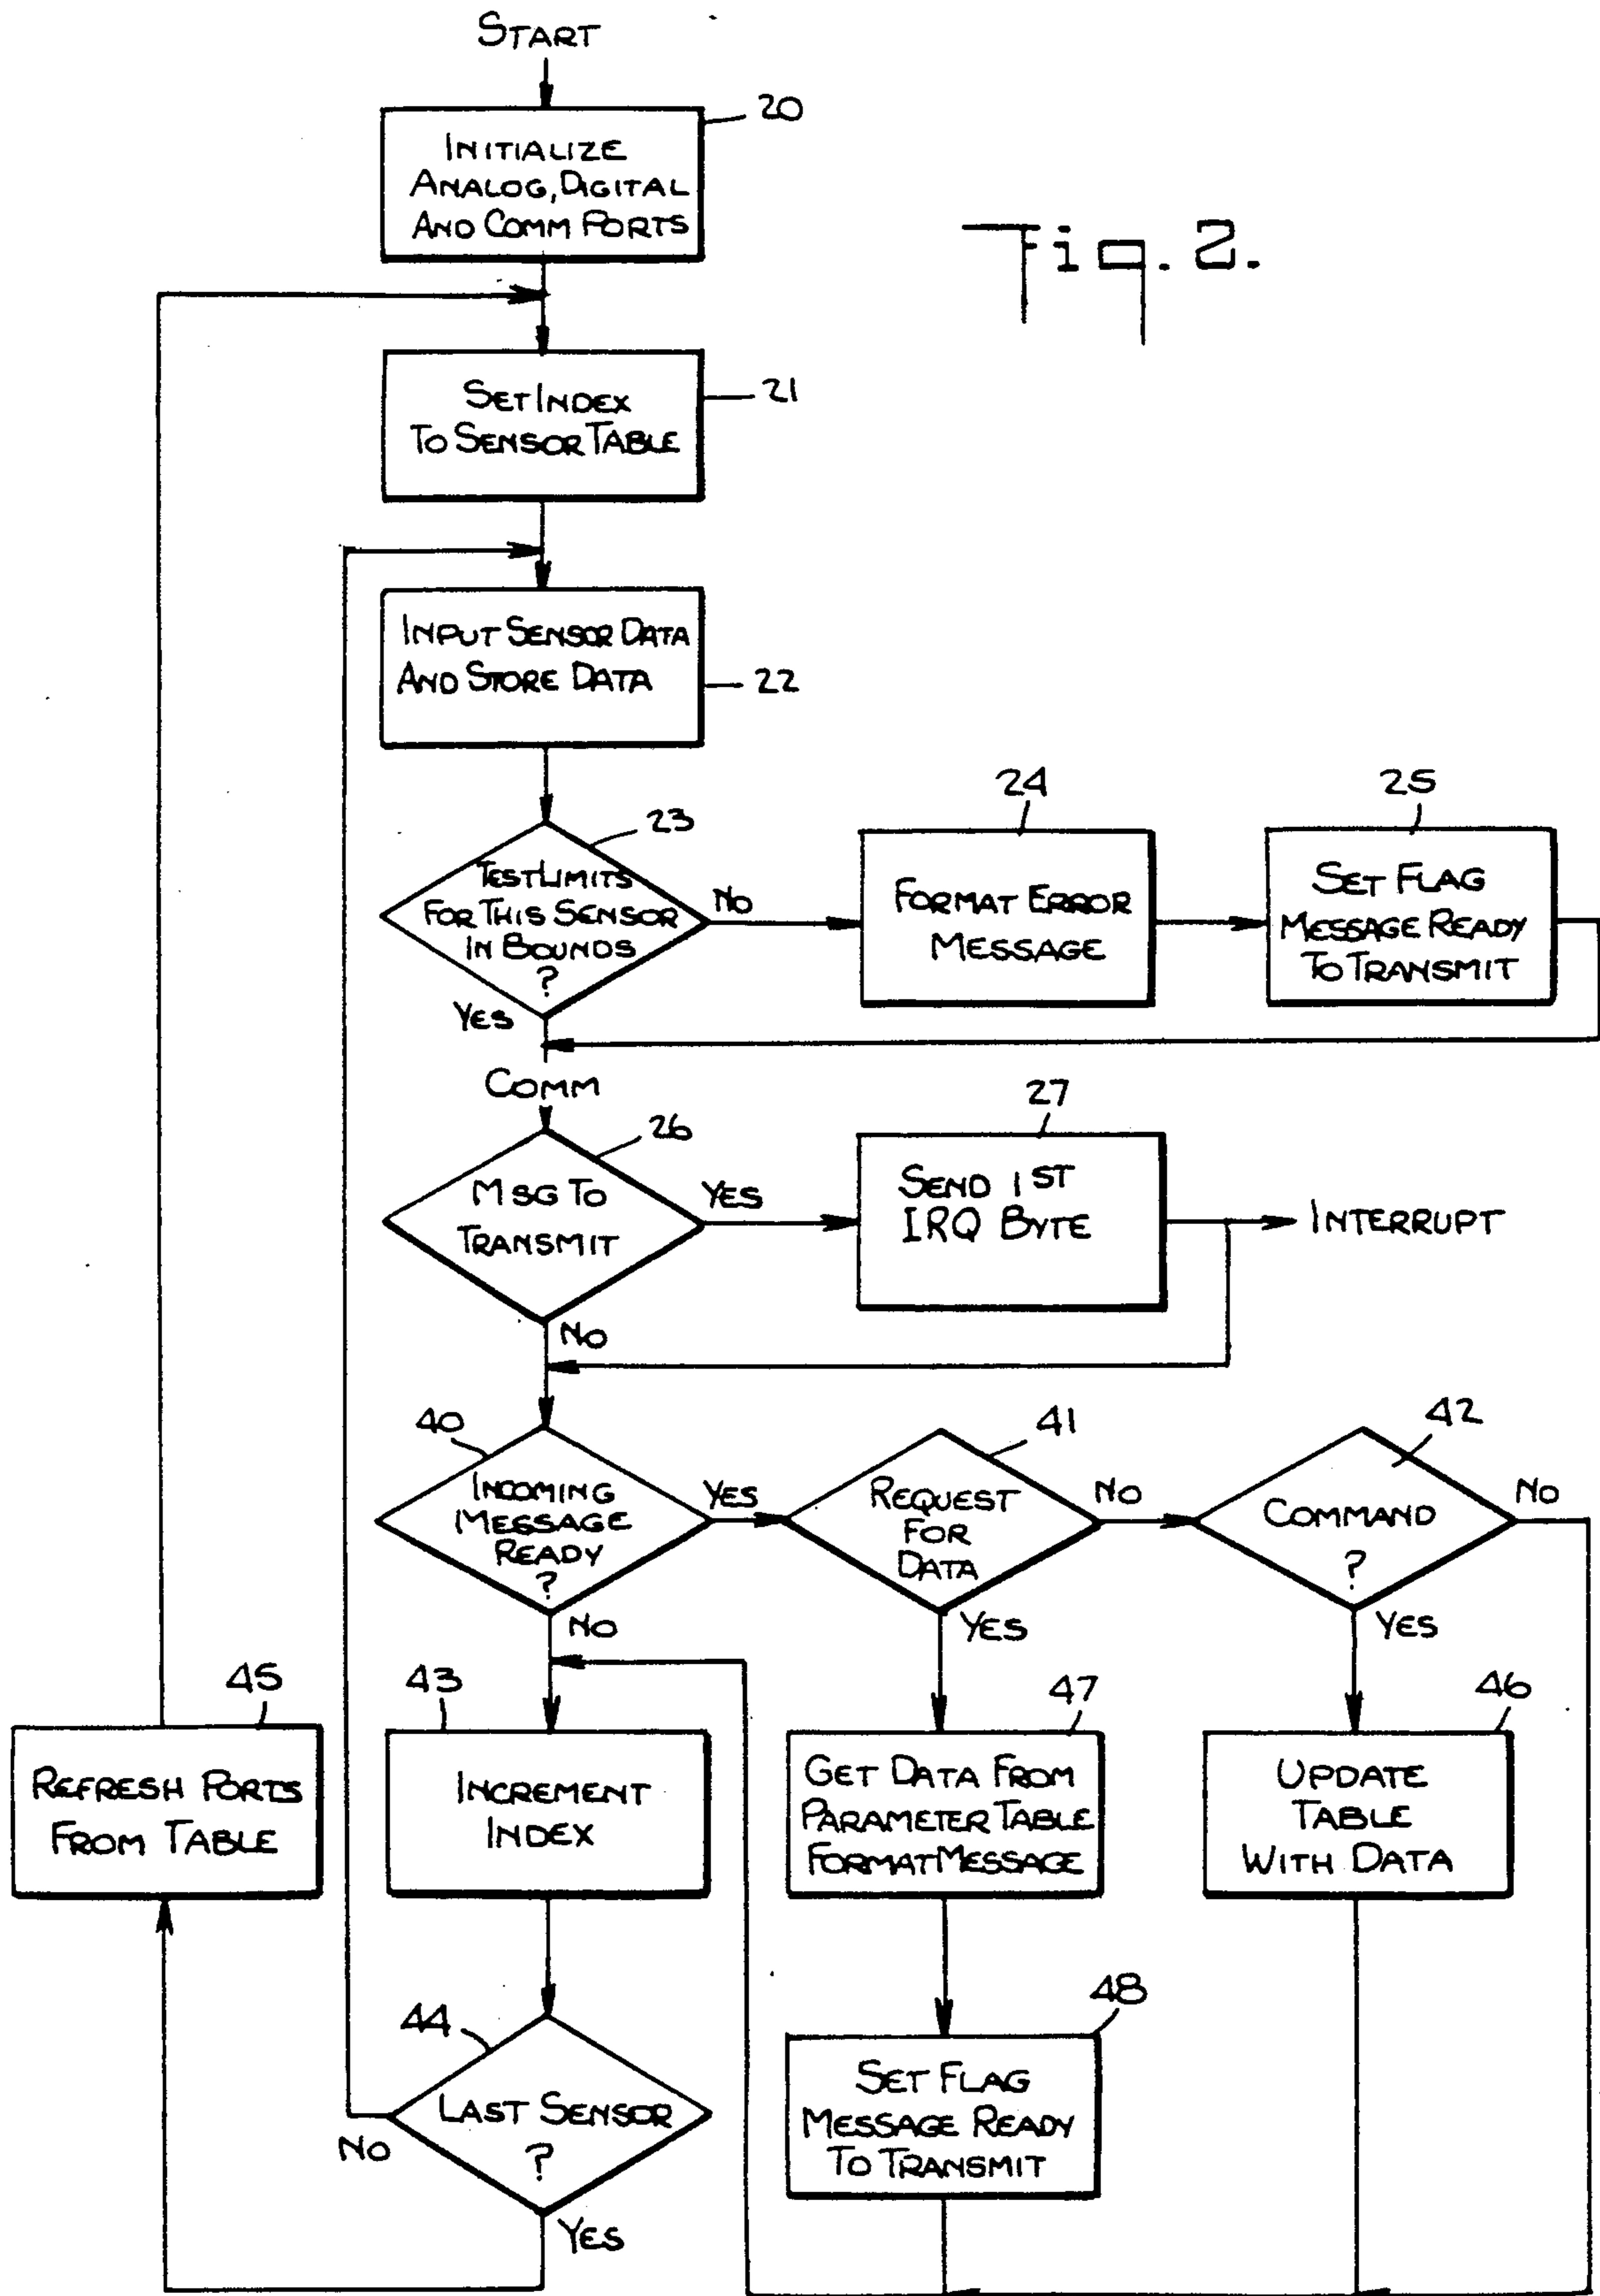 START
20
INITIALIZE
ANALOG, DIGITAL
AND COMM PORTS
Fig. 2.
21
SET INDEX
TO SENSOR TABLE
INPUT SENSOR DATA
AND STORE DATA
22
23
TEST LIMITS
FOR THIS SENSOR
IN BOUNDS
?
NO
YES
24
FORMAT ERROR
MESSAGE
25
SET FLAG
MESSAGE READY
TO TRANSMIT
COMM
26
MSG TO
TRANSMIT
YES
NO
27
SEND 1ST
IRQ BYTE
INTERRUPT
40
INCOMING
MESSAGE
READY
?
YES
NO
41
REQUEST
FOR
DATA
NO
YES
42
COMMAND
?
NO
YES
45
REFRESH PORTS
FROM TABLE
43
INCREMENT
INDEX
47
GET DATA FROM
PARAMETER TABLE
FORMAT MESSAGE
46
UPDATE
TABLE
WITH DATA
44
LAST SENSOR
?
NO
YES
48
SET FLAG
MESSAGE READY
TO TRANSMIT